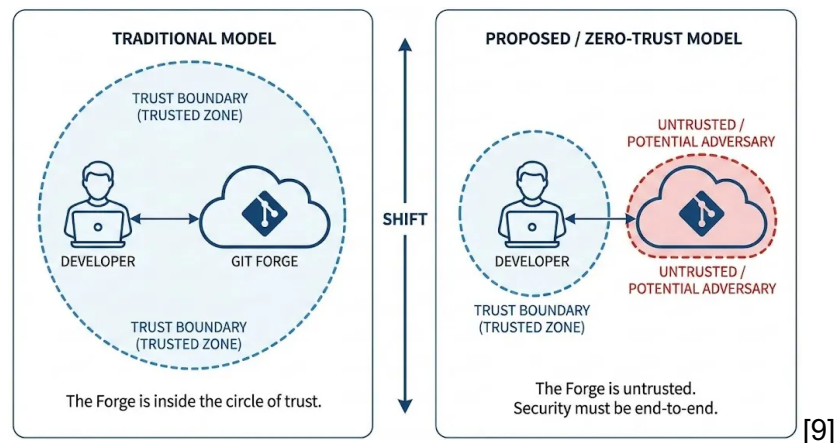 TRADITIONAL MODEL
TRUST BOUNDARY
(TRUSTED ZONE)
DEVELOPER
GIT FORGE
TRUST BOUNDARY
(TRUSTED ZONE)
The Forge is inside the circle of trust.
SHIFT
PROPOSED / ZERO-TRUST MODEL
UNTRUSTED /
POTENTIAL ADVERSARY
DEVELOPER
UNTRUSTED /
POTENTIAL ADVERSARY
TRUST BOUNDARY
(TRUSTED ZONE)
The Forge is untrusted.
Security must be end-to-end.
[9]